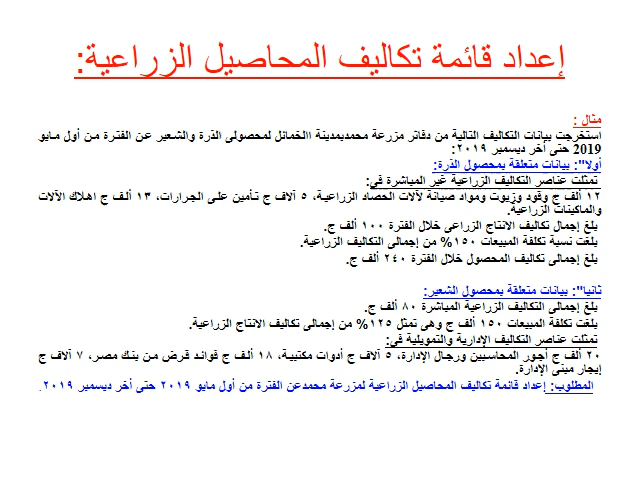 إعداد قائمة تكاليف المحاصيل الزراعية:
مثال :
استخرجت بيانات التكاليف التالية من دفاتر مزرعة محمدبمدينة االخمائل لمحصولى الذرة والشعير عن الفترة من أول مايو
2019 حتى أخر ديسمبر ٢٠١٩:
أولا": بيانات متعلقة بمحصول الذرة:
تمثلت عناصر التكاليف الزراعية غير المباشرة في:
١٢ ألف ج وقود وزيوت ومواد صيانة لآلات الحصاد الزراعية، ٥ آلاف ج تأمين على الجرارات، ١٣ ألف ج اهلاك الآلات
والماكينات الزراعية.
بلغ إجمالى تكاليف الانتاج الزراعى خلال الفترة ١٠٠ ألف ج.
بلغت نسبة تكلفة المبيعات ١٥٠% من إجمالى التكاليف الزراعية.
بلغ إجمالى تكاليف المحصول خلال الفترة ٢٤٠ ألف ج.
ثانيا": بيانات متعلقة بمحصول الشعير:
بلغ إجمالى التكاليف الزراعية المباشرة ٨٠ ألف ج.
بلغت تكلفة المبيعات ١٥٠ ألف ج وهى تمثل ١٢٥% من إجمالى تكاليف الانتاج الزراعية.
تمثلت عناصر التكاليف الإدارية والتمويلية في:
٢٠ ألف ج أجور المحاسبين ورجال الإدارة، ٥ آلاف ج أدوات مكتبية، ١٨ ألف ج فوائد قرض من بنك مصر، ٧ آلاف ج
إيجار مبنى الإدارة.
المطلوب: إعداد قائمة تكاليف المحاصيل الزراعية لمزرعة محمدعن الفترة من أول مايو ٢٠١٩ حتى أخر ديسمبر ٢٠١٩.